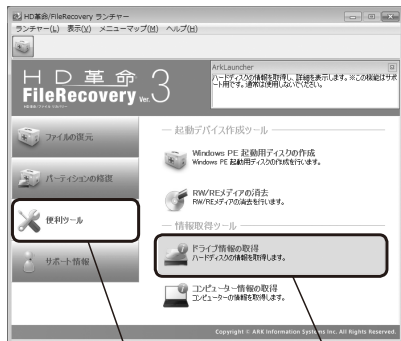 HD革命/FileRecovery ランチャー
ランチャー(L) 表示(V) メニューマップ(M) ヘルプ(H)
HD革命
FileRecovery Ver.3
ArkLauncher
ハードディスクの情報を取得し、詳細を表示します。※この機能はサポート用です。通常は使用しないでください。
ファイルの復元
パーティションの修復
便利ツール
サポート情報
起動デバイス作成ツール
Windows PE 起動用ディスクの作成
Windows PE 起動用ディスクの作成を行います。
RW/REメディアの消去
RW/REメディアの消去を行います。
情報取得ツール
ドライブ情報の取得
ハードディスクの情報を取得します。
コンピューター情報の取得
コンピューターの情報を取得します。
Copyright © ARK Information Systems Inc. All Rights Reserved.